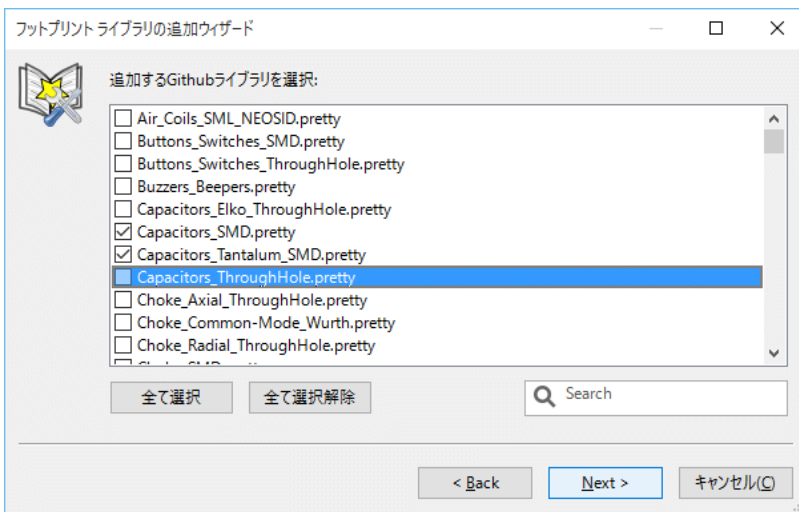 フットプリント ライブラリの追加ウィザード
追加するGithubライブラリを選択:
Air_Coils_SML_NEOSID.pretty
Buttons_Switches_SMD.pretty
Buttons_Switches_ThroughHole.pretty
Buzzers_Beepers.pretty
Capacitors_Elko_ThroughHole.pretty
Capacitors_SMD.pretty
Capacitors_Tantalum_SMD.pretty
Capacitors_ThroughHole.pretty
Choke_Axial_ThroughHole.pretty
Choke_Common-Mode_Wurth.pretty
Choke_Radial_ThroughHole.pretty
全て選択 全て選択解除 Search
< Back Next > キャンセル(C)